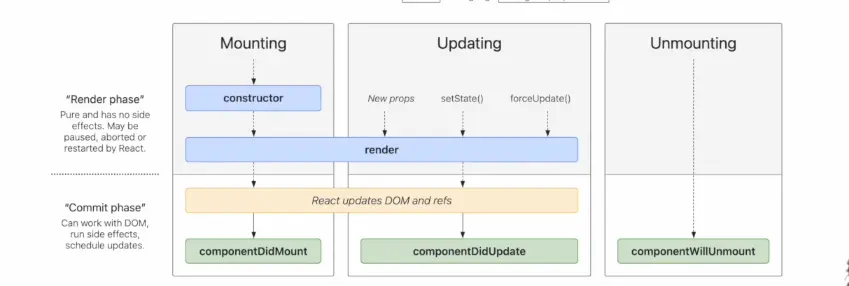 Mounting
Updating
Unmounting
"Render phase"
Pure and has no side
effects. May be
paused, aborted or
restarted by React.
constructor
New props
setState()
forceUpdate()
render
"Commit phase"
Can work with DOM,
run side effects,
schedule updates.
React updates DOM and refs
componentDidMount
componentDidUpdate
componentWillUnmount